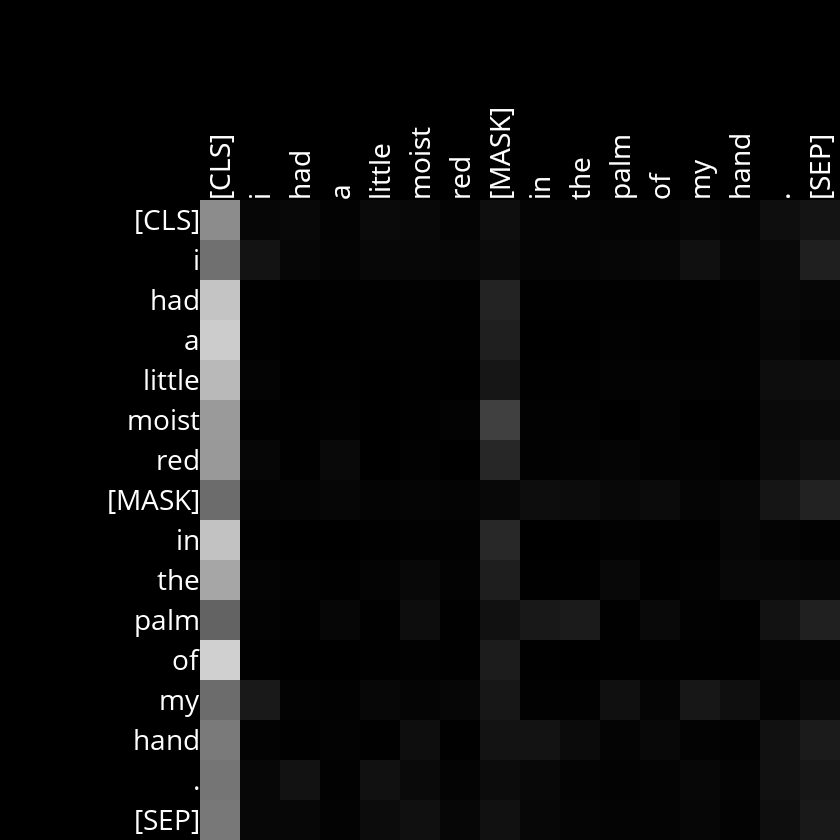 [CLS] i had a little moist red [MASK] in the palm of my hand . [SEP]
[CLS]
i
had
a
little
moist
red
[MASK]
in
the
palm
of
my
hand
.
[SEP]